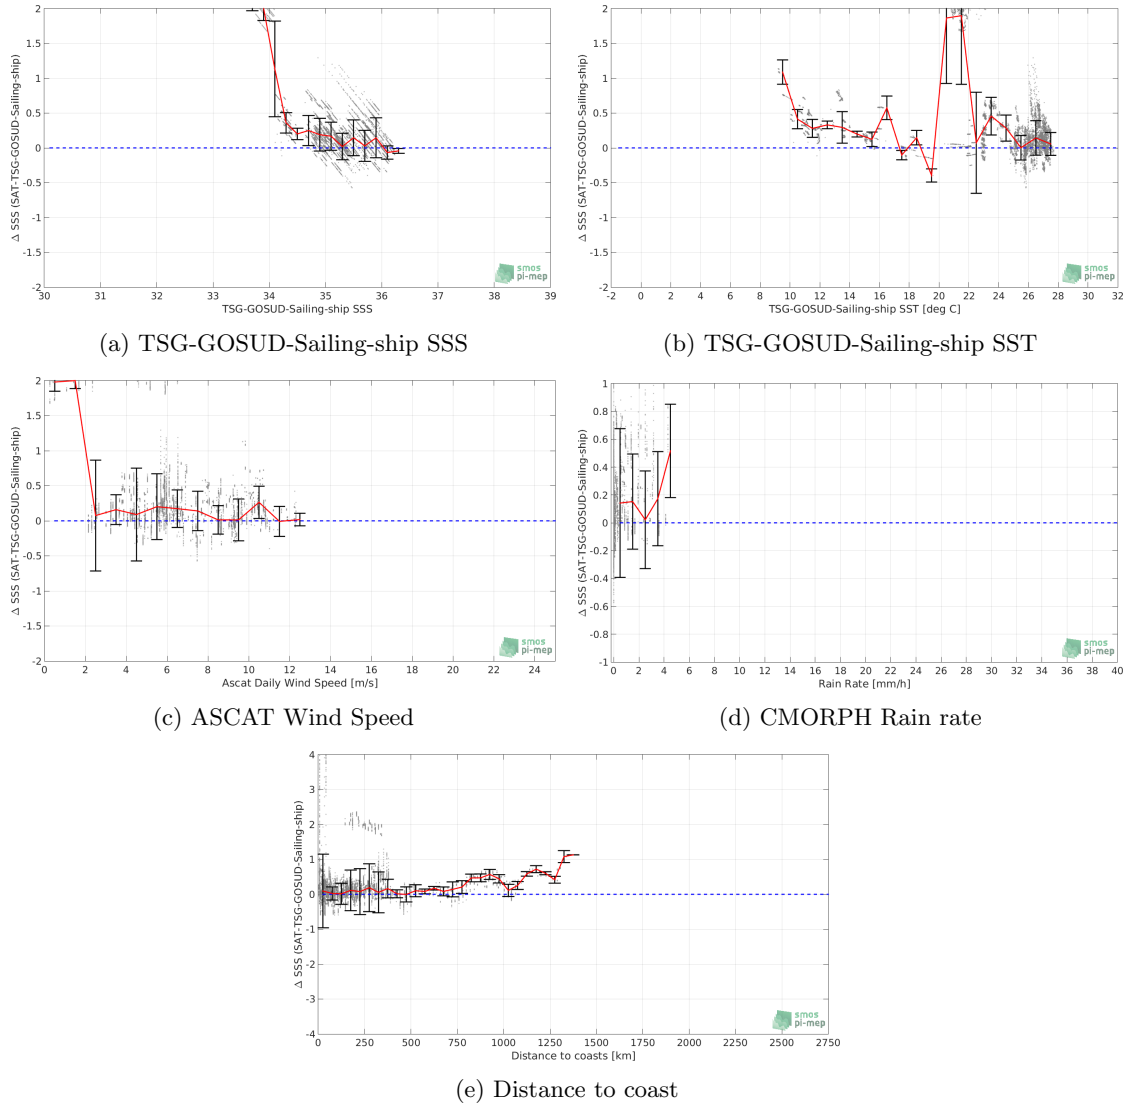 Δ SSS (SAT-TSG-GOSUD-Sailing-ship)
2
1.5
1
0.5
0
-0.5
-1
-1.5
-2
30 31 32 33 34 35 36 37 38 39
TSG-GOSUD-Sailing-ship SSS
smos
pi-mep
(a) TSG-GOSUD-Sailing-ship SSS
Δ SSS (SAT-TSG-GOSUD-Sailing-ship)
2
1.5
1
0.5
0
-0.5
-1
-1.5
-2
-2 0 2 4 6 8 10 12 14 16 18 20 22 24 26 28 30 32
TSG-GOSUD-Sailing-ship SST [deg C]
smos
pi-mep
(b) TSG-GOSUD-Sailing-ship SST
Δ SSS (SAT-TSG-GOSUD-Sailing-ship)
2
1.5
1
0.5
0
-0.5
-1
-1.5
-2
0 2 4 6 8 10 12 14 16 18 20 22 24
Ascat Daily Wind Speed [m/s]
smos
pi-mep
(c) ASCAT Wind Speed
Δ SSS (SAT-TSG-GOSUD-Sailing-ship)
1
0.8
0.6
0.4
0.2
0
-0.2
-0.4
-0.6
-0.8
-1
0 2 4 6 8 10 12 14 16 18 20 22 24 26 28 30 32 34 36 38 40
Rain Rate [mm/h]
smos
pi-mep
(d) CMORPH Rain rate
Δ SSS (SAT-TSG-GOSUD-Sailing-ship)
4
3
2
1
0
-1
-2
-3
-4
0 250 500 750 1000 1250 1500 1750 2000 2250 2500 2750
Distance to coasts [km]
smos
pi-mep
(e) Distance to coast